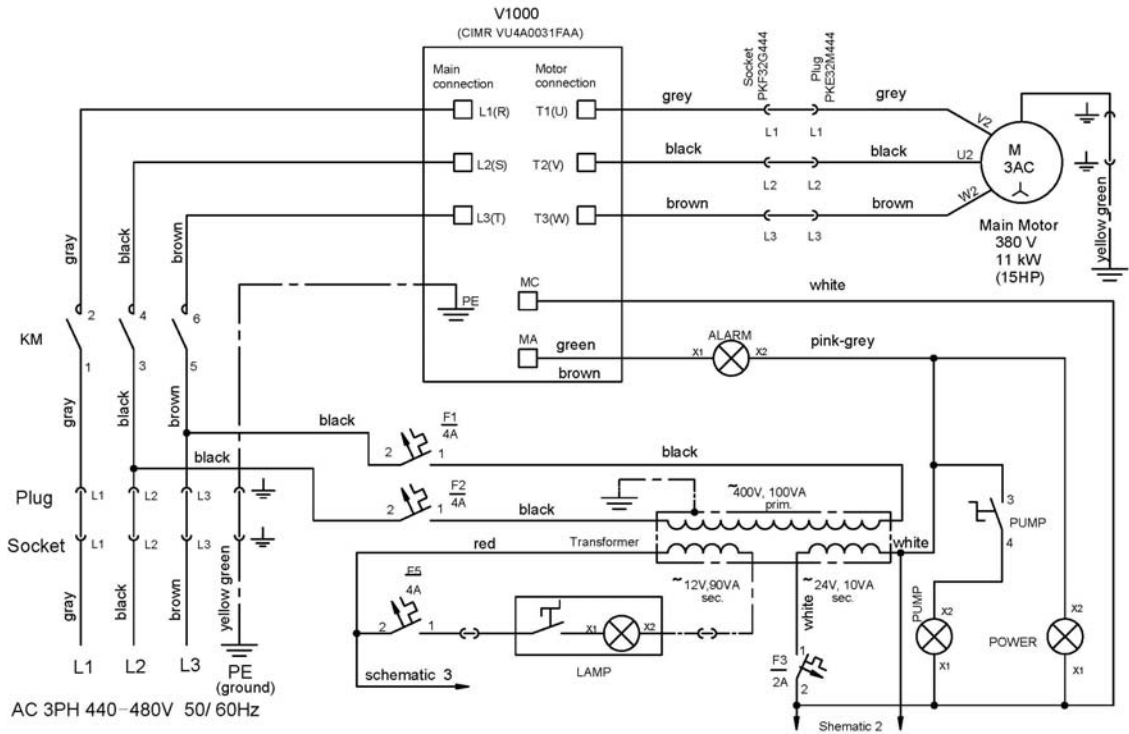 V1000
(CIMR VU4A0031FAA)
Main
connection
Motor
connection
Socket
PKF32G444
Plug
PKE32M444
L1(R)
T1(U)
grey
L1
L1
grey
V2
L2(S)
T2(V)
black
L2
L2
black
U2
M
3AC
L3(T)
T3(W)
brown
L3
L3
brown
W2
yellow green
Main Motor
380 V
11 kW
(15HP)
gray
black
brown
PE
MC
white
MA
green
brown
X1
ALARM
X2
pink-grey
KM
2
4
6
1
3
5
gray
black
brown
black
F1
4A
2
1
black
black
F2
4A
2
1
black
~400V, 100VA
prim.
3
PUMP
4
Plug
L1
L2
L3
Socket
L1
L2
L3
red
Transformer
white
~12V,90VA
sec.
~24V, 10VA
sec.
gray
black
brown
yellow green
F5
4A
2
1
X1
X2
LAMP
white
F3
2A
1
2
PUMP
X2
X1
POWER
X2
X1
L1
L2
L3
PE
(ground)
schematic 3
AC 3PH 440-480V 50/ 60Hz
Shematic 2